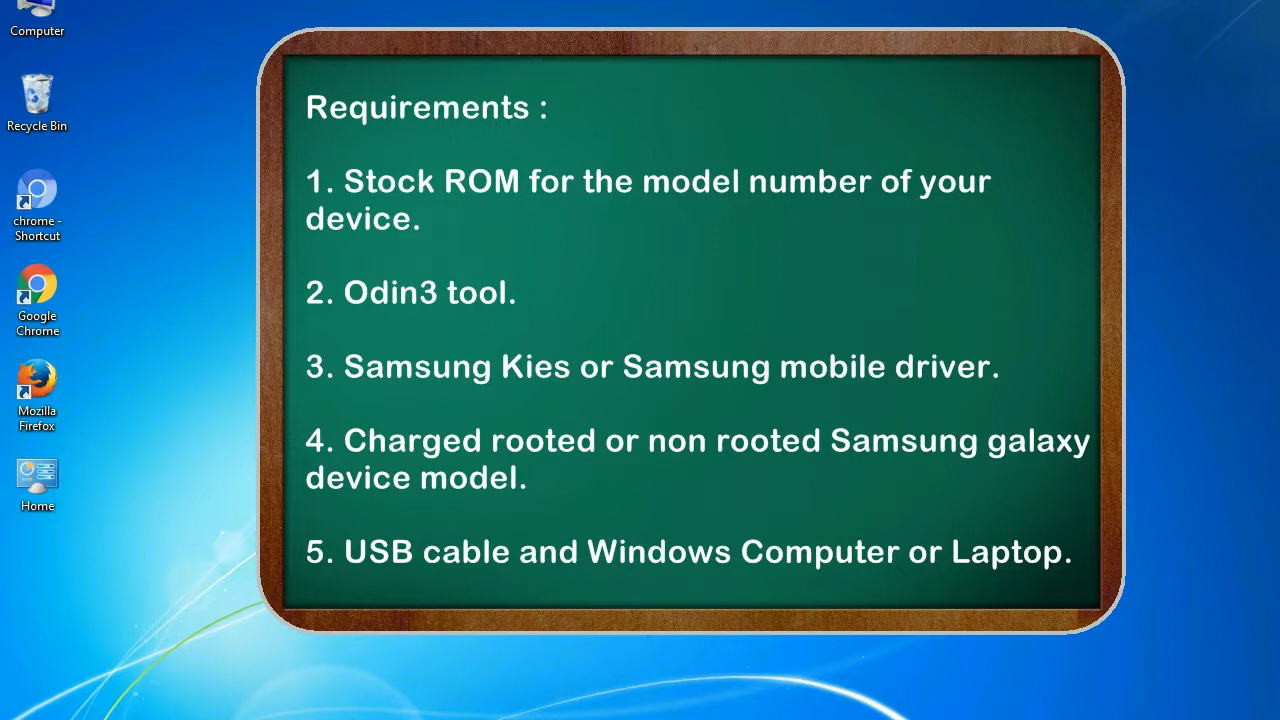 Computer
Recycle Bin
chrome -
Shortcut
Google
Chrome
Mozilla
Firefox
Home
Requirements :
1. Stock ROM for the model number of your
device.
2. Odin3 tool.
3. Samsung Kies or Samsung mobile driver.
4. Charged rooted or non rooted Samsung galaxy
device model.
5. USB cable and Windows Computer or Laptop.